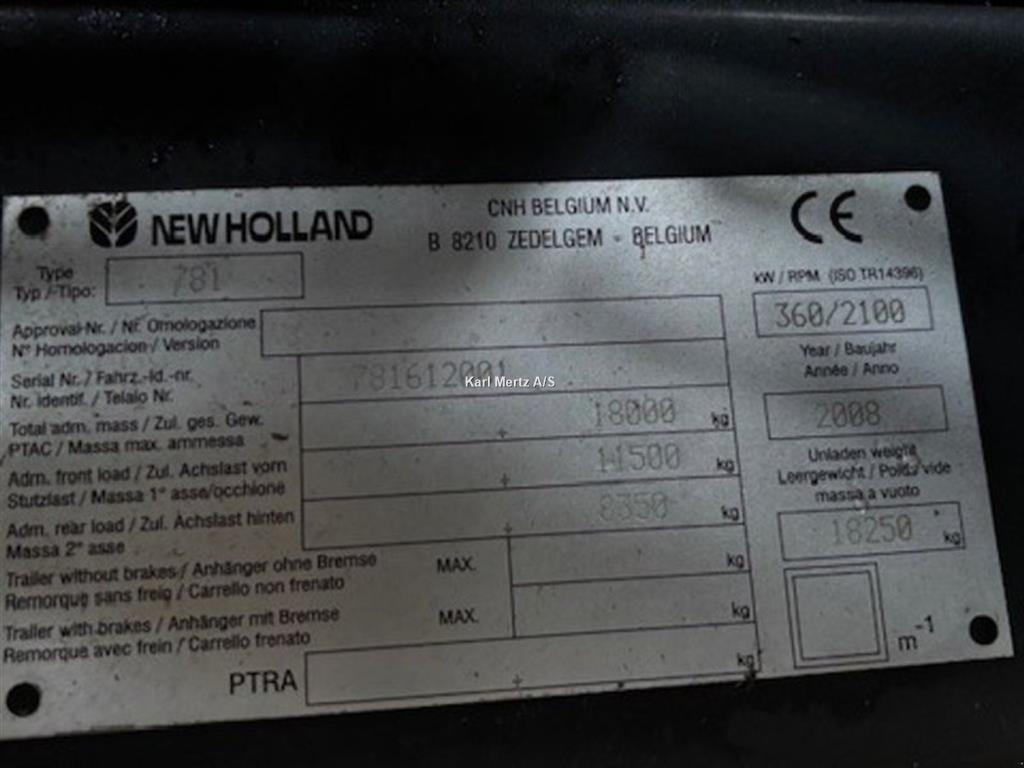 NEW HOLLAND
CNH BELGIUM N.V.
B 8210 ZEDELGEM - BELGIUM
CE
Type
Typ / Tipo:
781
Approval-Nr. / Nr. Omologazione
N° Homologacion / Version
Serial Nr. / Fahrz.-Id.-nr.
Nr. identif. / Telaio Nr.
781612001
Karl Mertz A/S
Total adm. mass / Zul. ges. Gew.
PTAC / Massa max. ammessa
18000 kg
Adm. front load / Zul. Achslast vorn
Stutzlast / Massa 1° asse/occhione
11500 kg
Adm. rear load / Zul. Achslast hinten
Massa 2° asse
8350 kg
Trailer without brakes / Anhänger ohne Bremse
Remorque sans freig / Carrello non frenato
MAX.
kg
Trailer with brakes / Anhänger mit Bremse
Remorque avec frein / Carrello frenato
MAX.
kg
PTRA
kg
kW / RPM (ISO TR14396)
360/2100
Year / Baujahr
Année / Anno
2008
Unladen weight
Leergewicht / Poids vide
massa a vuoto
18250 kg
m-1